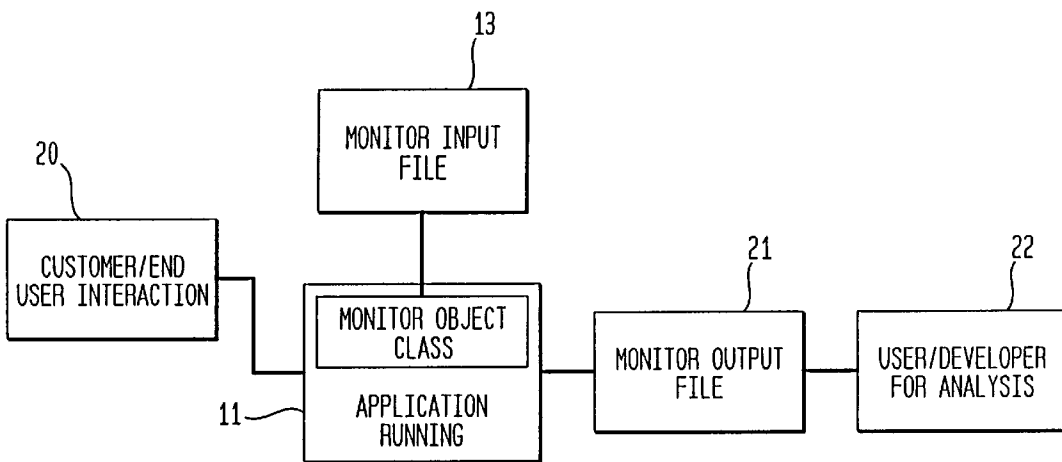 13
MONITOR INPUT
FILE
20
CUSTOMER/END
USER INTERACTION
MONITOR OBJECT
CLASS
APPLICATION
RUNNING
11
21
MONITOR OUTPUT
FILE
22
USER/DEVELOPER
FOR ANALYSIS